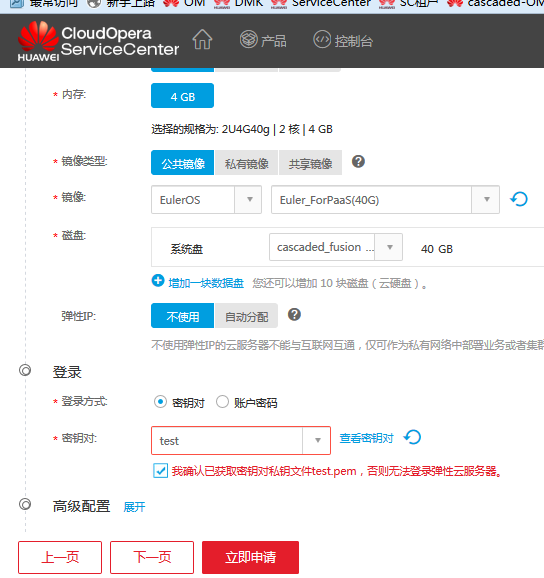 最常访问 新手上路 OM DMK ServiceCenter SC租户 cascaded-OM
HUAWEI CloudOpera ServiceCenter 产品 控制台
* 内存: 4 GB
选择的规格为: 2U4G40g | 2 核 | 4 GB
* 镜像类型: 公共镜像 私有镜像 共享镜像
* 镜像: EulerOS Euler_ForPaaS(40G)
* 磁盘: 系统盘 cascaded_fusion ... 40 GB
增加一块数据盘 您还可以增加 10 块磁盘（云硬盘）。
弹性IP: 不使用 自动分配
不使用弹性IP的云服务器不能与互联网互通，仅可作为私有网络中部署业务或者集群
登录
* 登录方式: 密钥对 账户密码
* 密钥对: test 查看密钥对
我确认已获取密钥对私钥文件test.pem，否则无法登录弹性云服务器。
高级配置 展开
上一页 下一页 立即申请